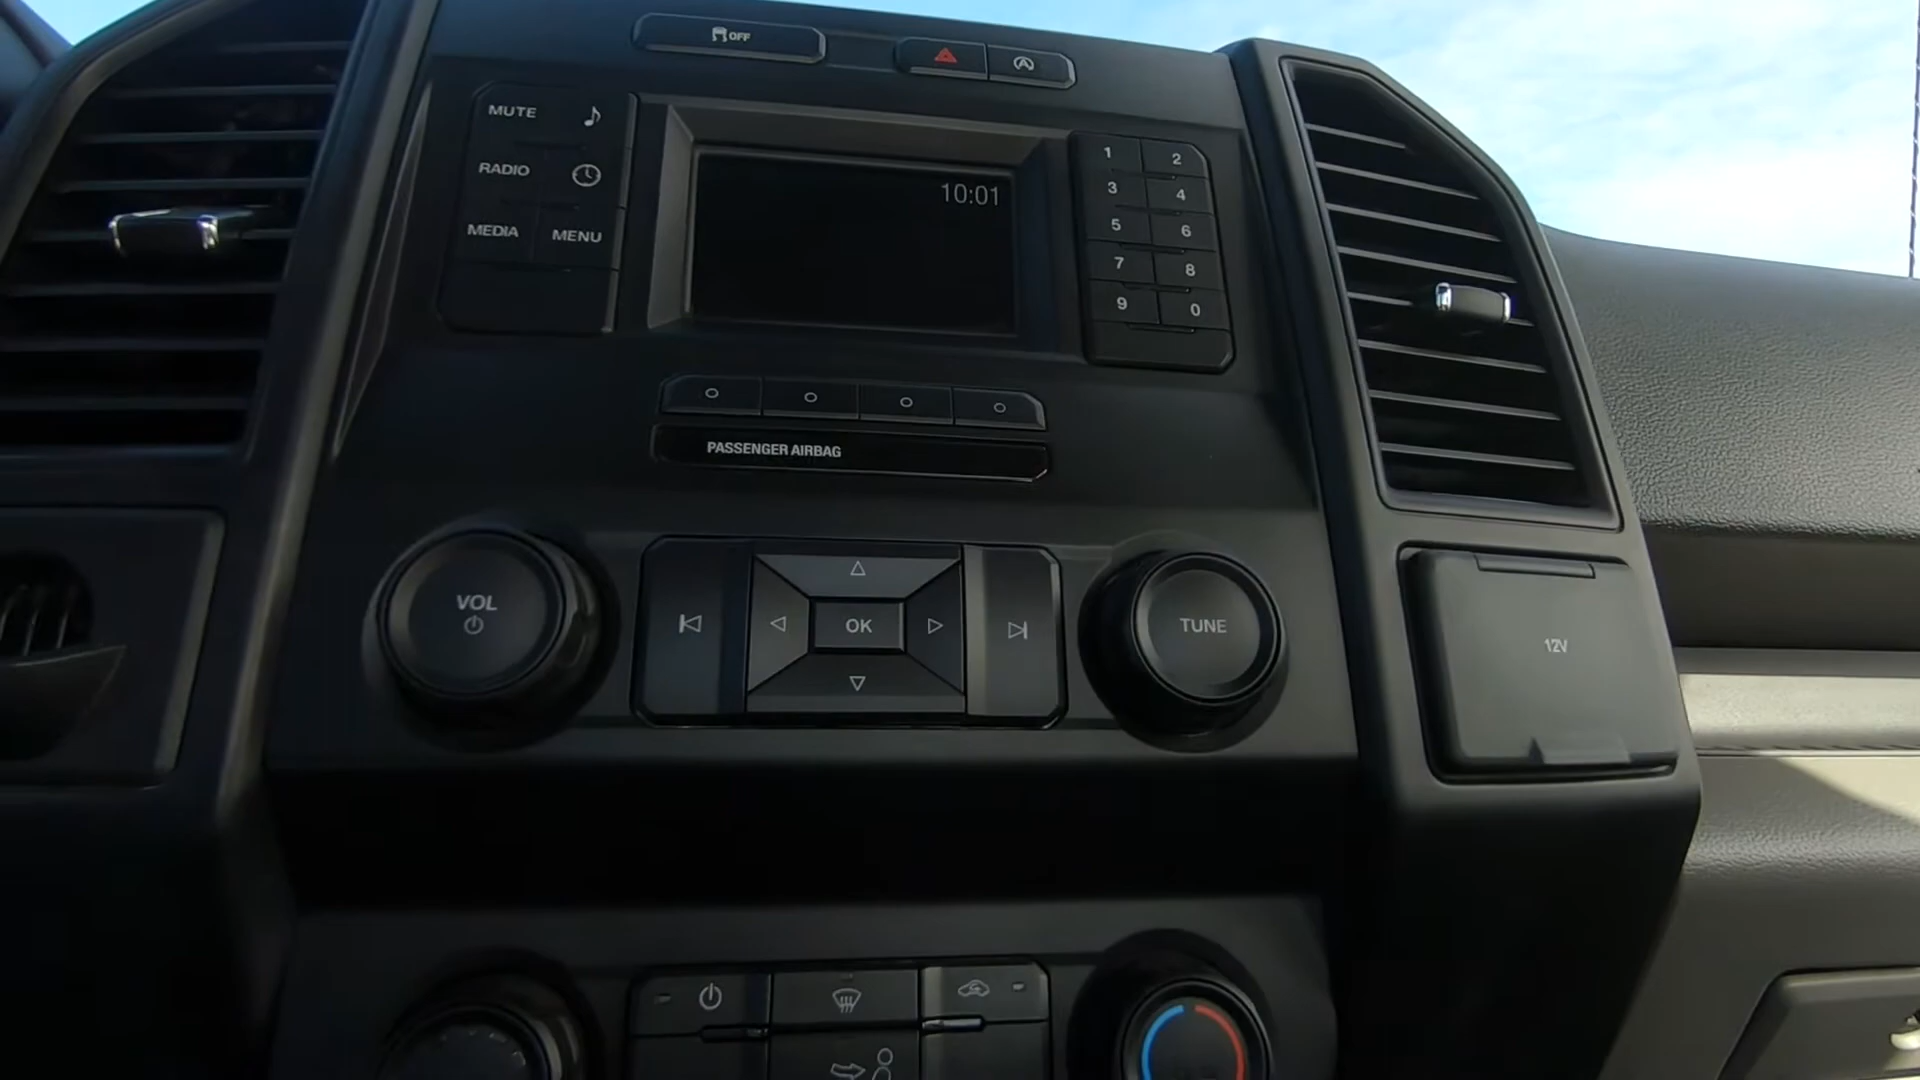 OFF
MUTE
RADIO
MEDIA
MENU
10:01
1 2
3 4
5 6
7 8
9 0
PASSENGER AIRBAG
VOL
OK
TUNE
12V